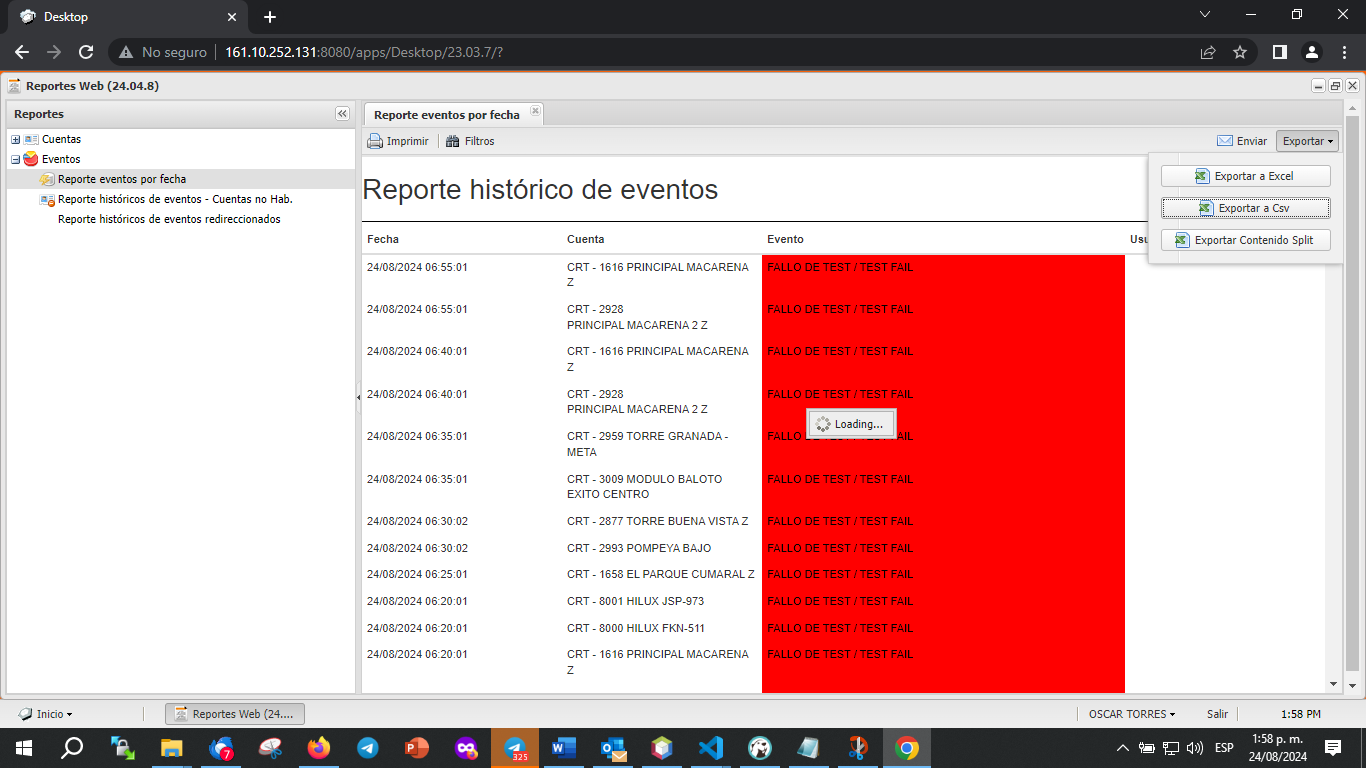 Desktop
No seguro
161.10.252.131:8080/apps/Desktop/23.03.7/?
Reportes Web (24.04.8)
Reportes
Cuentas
Eventos
Reporte eventos por fecha
Reporte históricos de eventos - Cuentas no Hab.
Reporte históricos de eventos redireccionados
Reporte eventos por fecha
Imprimir
Filtros
Enviar
Exportar
Exportar a Excel
Exportar a Csv
Exportar Contenido Split
Reporte histórico de eventos
Fecha Cuenta Evento
24/08/2024 06:55:01 CRT - 1616 PRINCIPAL MACARENA FALLO DE TEST / TEST FAIL
Z
24/08/2024 06:55:01 CRT - 2928 FALLO DE TEST / TEST FAIL
PRINCIPAL MACARENA 2 Z
24/08/2024 06:40:01 CRT - 1616 PRINCIPAL MACARENA FALLO DE TEST / TEST FAIL
Z
24/08/2024 06:40:01 CRT - 2928 FALLO DE TEST / TEST FAIL
PRINCIPAL MACARENA 2 Z
Loading...
24/08/2024 06:35:01 CRT - 2959 TORRE GRANADA - FALLO
META
24/08/2024 06:35:01 CRT - 3009 MODULO BALOTO FALLO DE TEST / TEST FAIL
EXITO CENTRO
24/08/2024 06:30:02 CRT - 2877 TORRE BUENA VISTA Z FALLO DE TEST / TEST FAIL
24/08/2024 06:30:02 CRT - 2993 POMPEYA BAJO FALLO DE TEST / TEST FAIL
24/08/2024 06:25:01 CRT - 1658 EL PARQUE CUMARAL Z FALLO DE TEST / TEST FAIL
24/08/2024 06:20:01 CRT - 8001 HILUX JSP-973 FALLO DE TEST / TEST FAIL
24/08/2024 06:20:01 CRT - 8000 HILUX FKN-511 FALLO DE TEST / TEST FAIL
24/08/2024 06:20:01 CRT - 1616 PRINCIPAL MACARENA FALLO DE TEST / TEST FAIL
Z
Inicio
Reportes Web (24....
OSCAR TORRES
Salir
1:58 PM
7
325
ESP
1:58 p. m.
24/08/2024